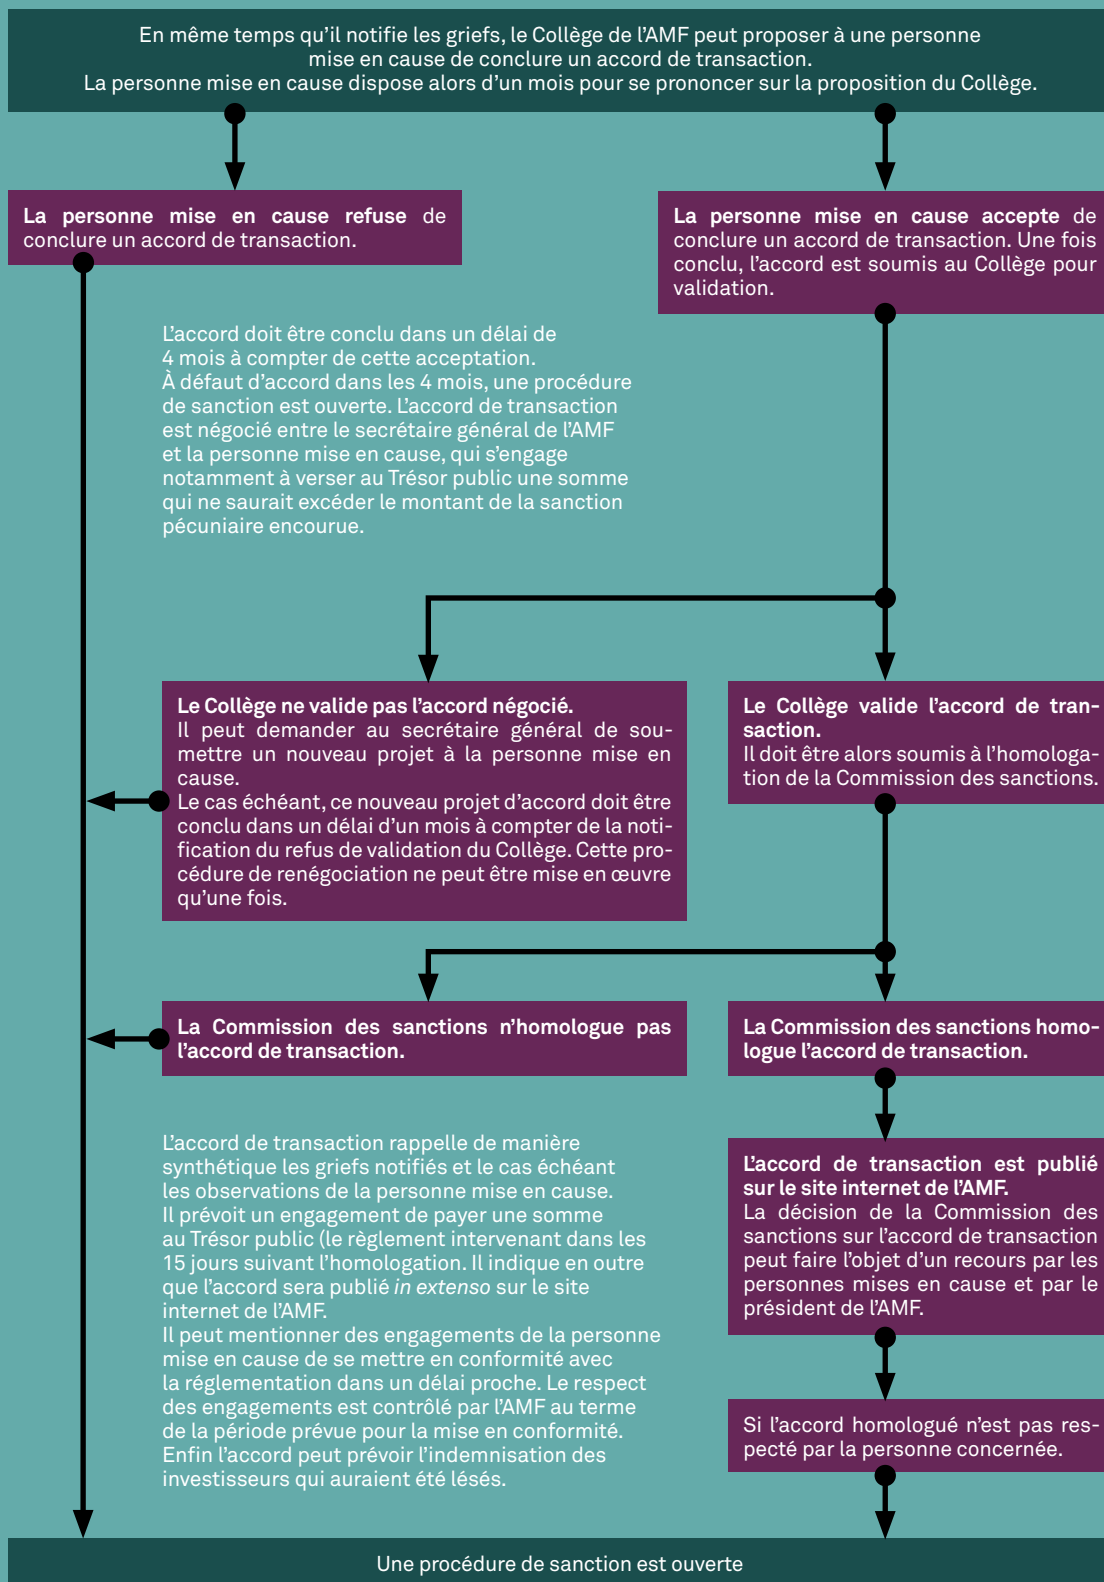 En même temps qu’il notifie les griefs, le Collège de l’AMF peut proposer à une personne
mise en cause de conclure un accord de transaction.
La personne mise en cause dispose alors d’un mois pour se prononcer sur la proposition du Collège.
La personne mise en cause refuse de
conclure un accord de transaction.
La personne mise en cause accepte de
conclure un accord de transaction. Une fois
conclu, l’accord est soumis au Collège pour
validation.
L’accord doit être conclu dans un délai de
4 mois à compter de cette acceptation.
À défaut d’accord dans les 4 mois, une procédure
de sanction est ouverte. L’accord de transaction
est négocié entre le secrétaire général de l’AMF
et la personne mise en cause, qui s’engage
notamment à verser au Trésor public une somme
qui ne saurait excéder le montant de la sanction
pécuniaire encourue.
Le Collège ne valide pas l’accord négocié.
Il peut demander au secrétaire général de sou-
mettre un nouveau projet à la personne mise en
cause.
Le cas échéant, ce nouveau projet d’accord doit être
conclu dans un délai d’un mois à compter de la noti-
fication du refus de validation du Collège. Cette pro-
cédure de renégociation ne peut être mise en œuvre
qu’une fois.
Le Collège valide l’accord de tran-
saction.
Il doit être alors soumis à l’homologa-
tion de la Commission des sanctions.
La Commission des sanctions n’homologue pas
l’accord de transaction.
La Commission des sanctions homo-
logue l’accord de transaction.
L’accord de transaction rappelle de manière
synthétique les griefs notifiés et le cas échéant
les observations de la personne mise en cause.
Il prévoit un engagement de payer une somme
au Trésor public (le règlement intervenant dans les
15 jours suivant l’homologation. Il indique en outre
que l’accord sera publié in extenso sur le site
internet de l’AMF.
Il peut mentionner des engagements de la personne
mise en cause de se mettre en conformité avec
la réglementation dans un délai proche. Le respect
des engagements est contrôlé par l’AMF au terme
de la période prévue pour la mise en conformité.
Enfin l’accord peut prévoir l’indemnisation des
investisseurs qui auraient été lésés.
L’accord de transaction est publié
sur le site internet de l’AMF.
La décision de la Commission des
sanctions sur l’accord de transaction
peut faire l’objet d’un recours par les
personnes mises en cause et par le
président de l’AMF.
Si l’accord homologué n’est pas res-
pecté par la personne concernée.
Une procédure de sanction est ouverte